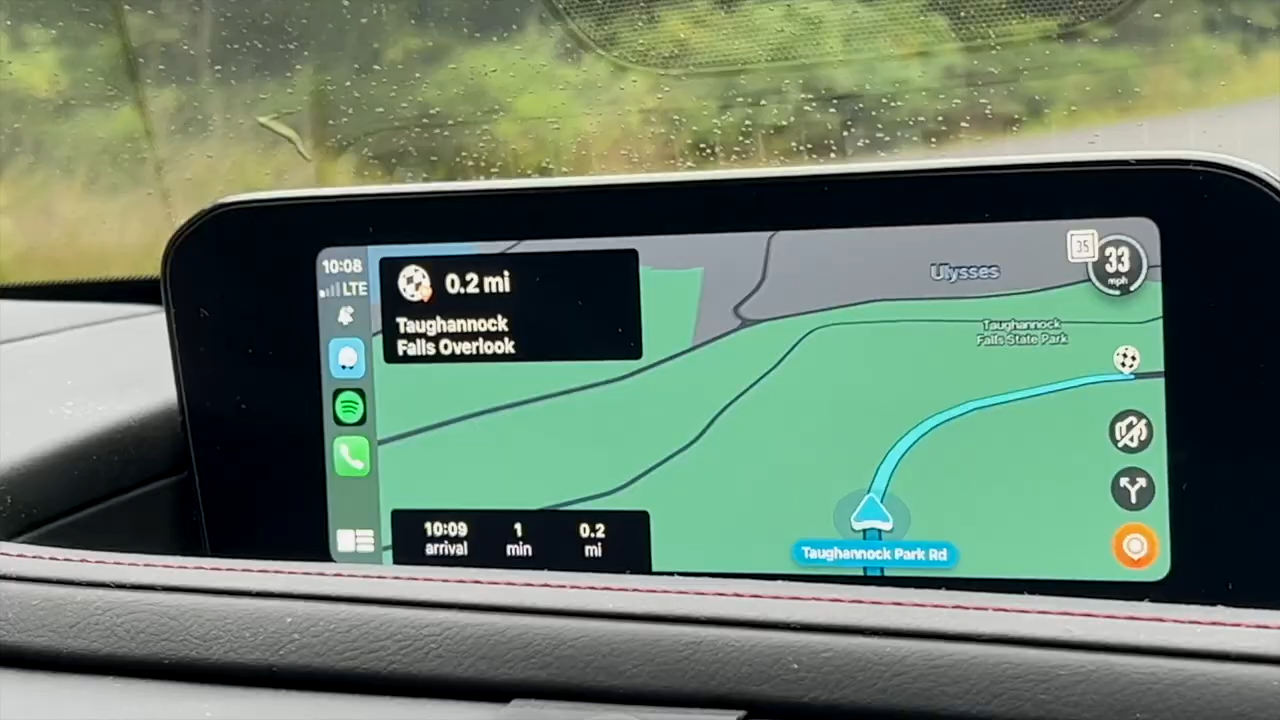 10:08
LTE
0.2 mi
Taughannock
Falls Overlook
Ulysses
35
33
mph
Taughannock
Falls State Park
10:09
arrival
1
min
0.2
mi
Taughannock Park Rd